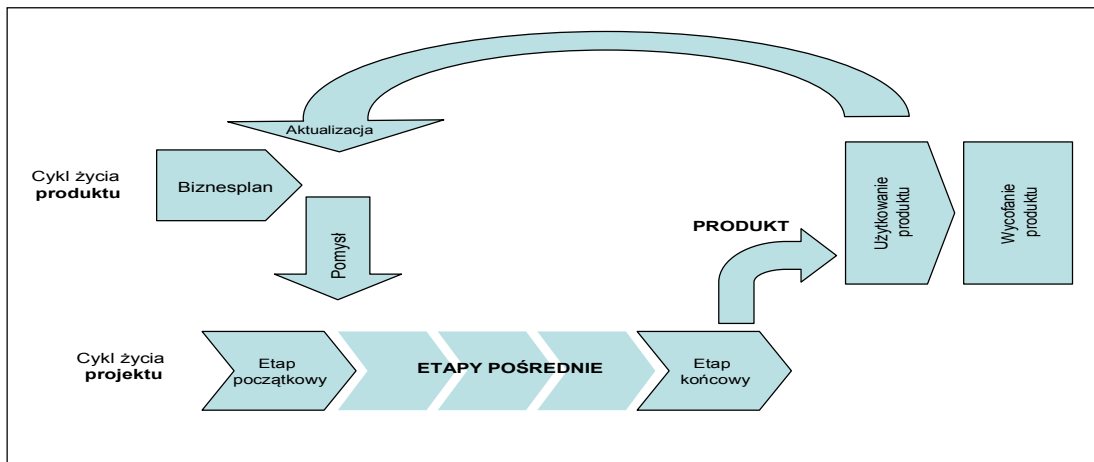 Aktualizacja
Cykl życia
produktu
Biznesplan
Pomysł
PRODUKT
Użytkowanie
produktu
Wycofanie
produktu
Cykl życia
projektu
Etap
początkowy
ETAPY POŚREDNIE
Etap
końcowy